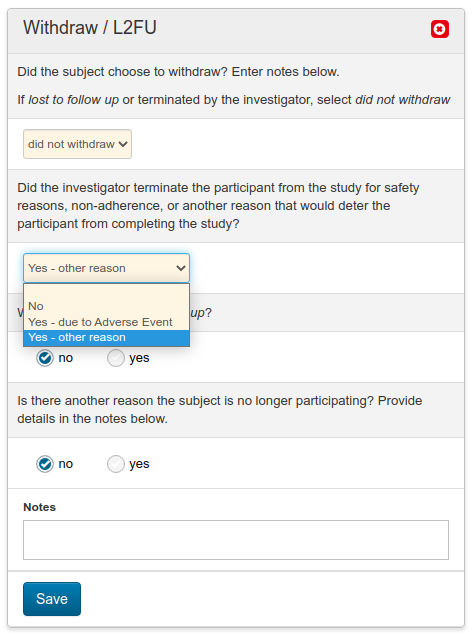 Withdraw / L2FU
Did the subject choose to withdraw? Enter notes below.
If lost to follow up or terminated by the investigator, select did not withdraw
did not withdraw
Did the investigator terminate the participant from the study for safety
reasons, non-adherence, or another reason that would deter the
participant from completing the study?
Yes - other reason
No
up?
Yes - due to Adverse Event
Yes - other reason
no yes
Is there another reason the subject is no longer participating? Provide
details in the notes below.
no yes
Notes
Save